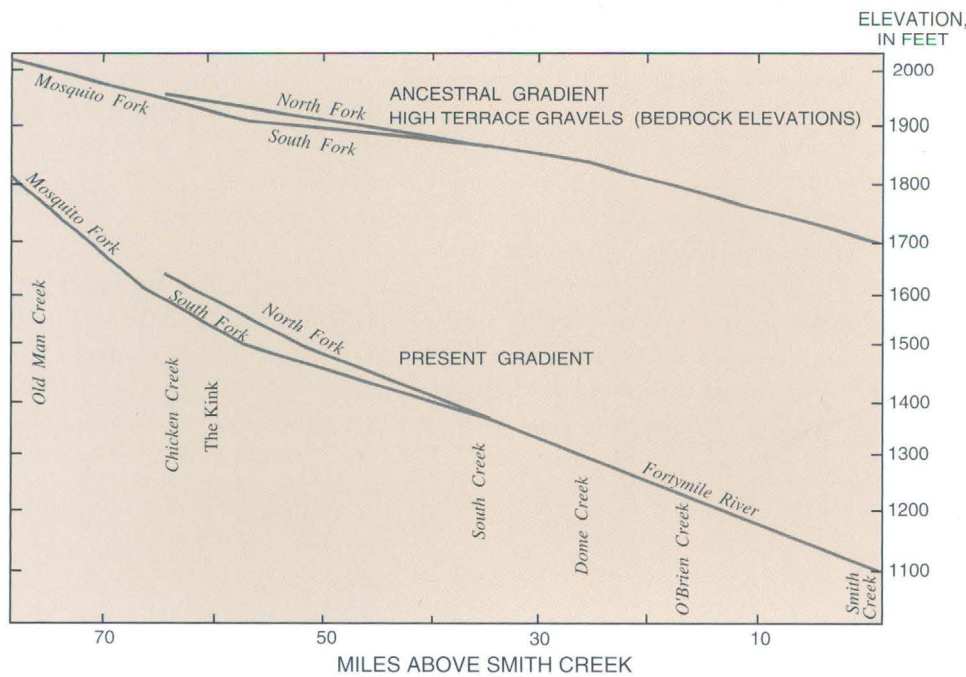 ELEVATION,
IN FEET
2000
Mosquito Fork
North Fork
South Fork
ANCESTRAL GRADIENT
HIGH TERRACE GRAVELS (BEDROCK ELEVATIONS)
1900
1800
Mosquito Fork
1700
1600
South Fork
North Fork
1500
PRESENT GRADIENT
1400
Old Man Creek
Chicken Creek
The Kink
1300
South Creek
Fortymile River
1200
Dome Creek
O'Brien Creek
1100
Smith
Creek
70
50
30
10
MILES ABOVE SMITH CREEK